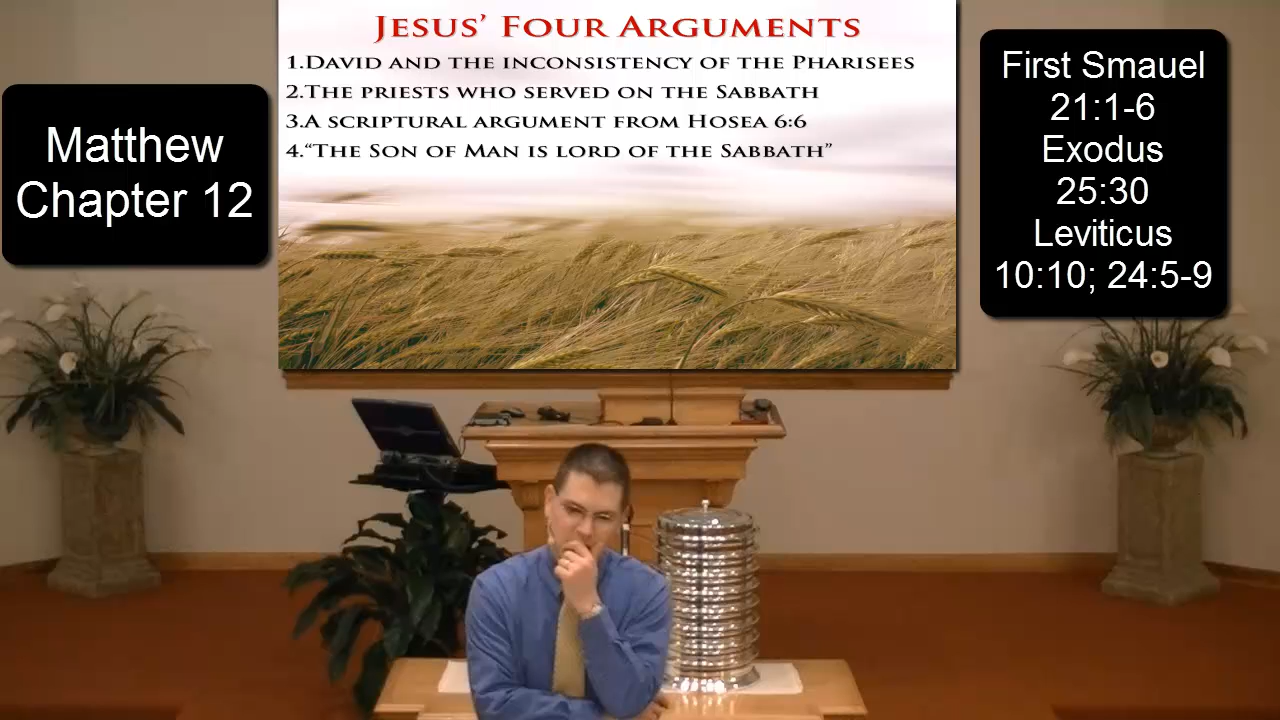 Matthew
Chapter 12
Jesus’ Four Arguments
1.David and the inconsistency of the Pharisees
2.The priests who served on the Sabbath
3.A scriptural argument from Hosea 6:6
4.“The Son of Man is lord of the Sabbath”
First Smauel
21:1-6
Exodus
25:30
Leviticus
10:10; 24:5-9